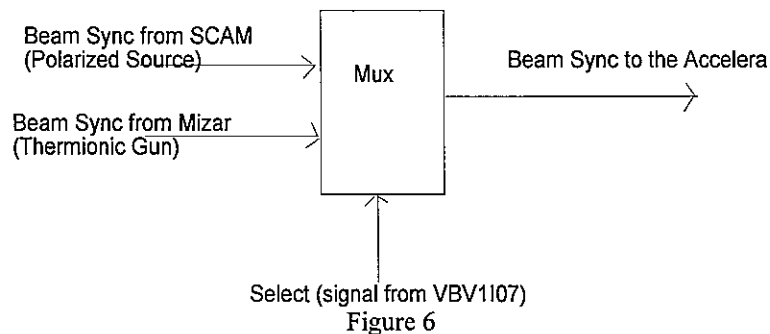 Beam Sync from SCAM
(Polarized Source)
Mux
Beam Sync to the Accelera
Beam Sync from Mizar
(Thermionic Gun)
Select (signal from VBV1I07)
Figure 6